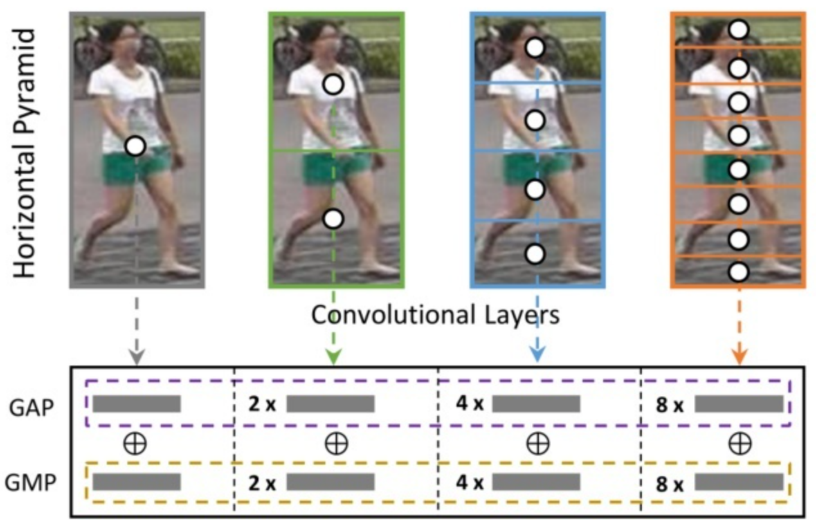 Horizontal Pyramid
Convolutional Layers
GAP 2 x 4 x 8 x
⊕ ⊕ ⊕ ⊕
GMP 2 x 4 x 8 x